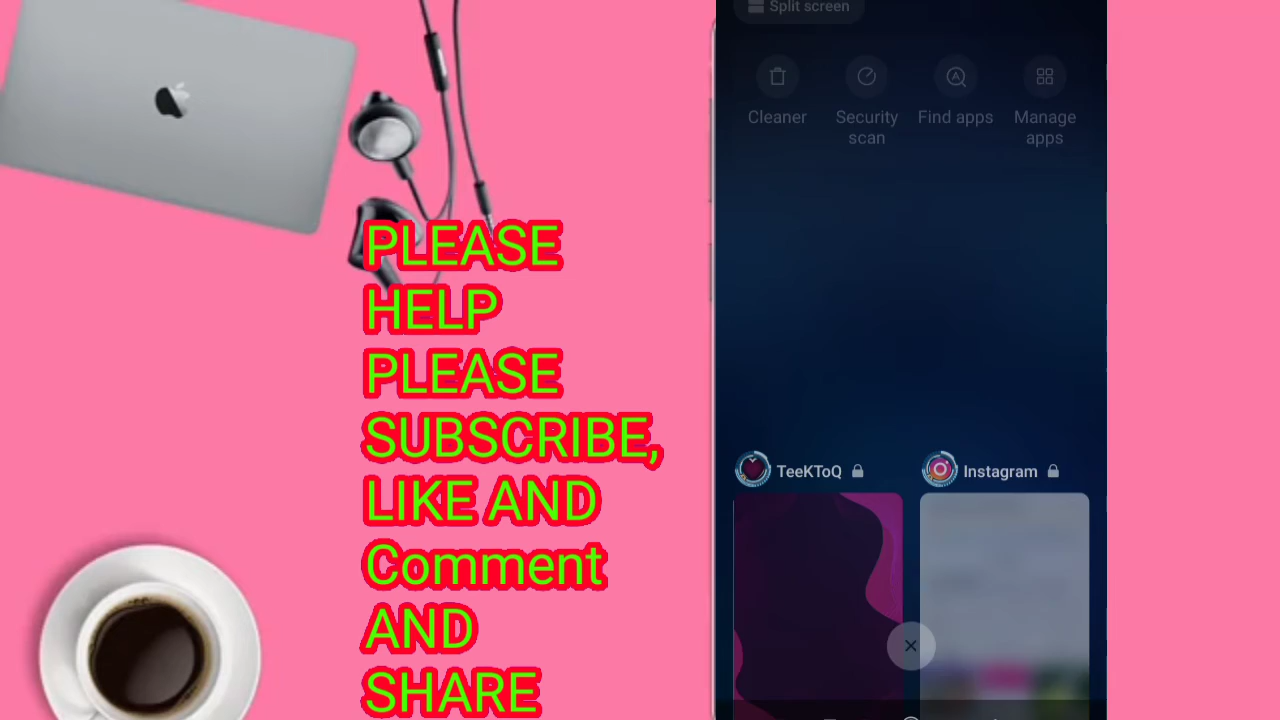 PLEASE
HELP
PLEASE
SUBSCRIBE,
LIKE AND
Comment
AND
SHARE
Split screen
Cleaner
Security
scan
Find apps
Manage
apps
TeeKToQ
Instagram